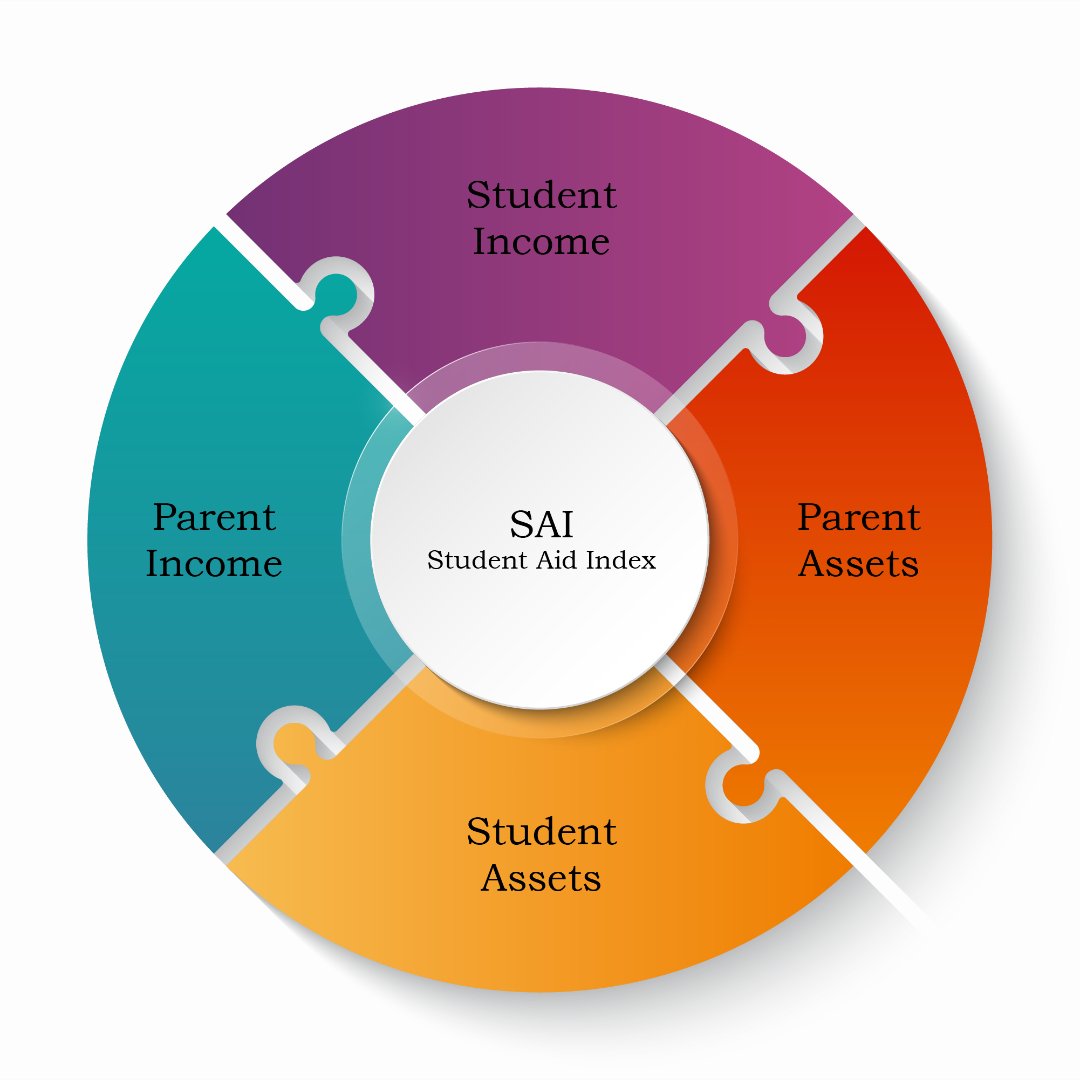 Student
Income
Parent
Income
SAI
Student Aid Index
Parent
Assets
Student
Assets